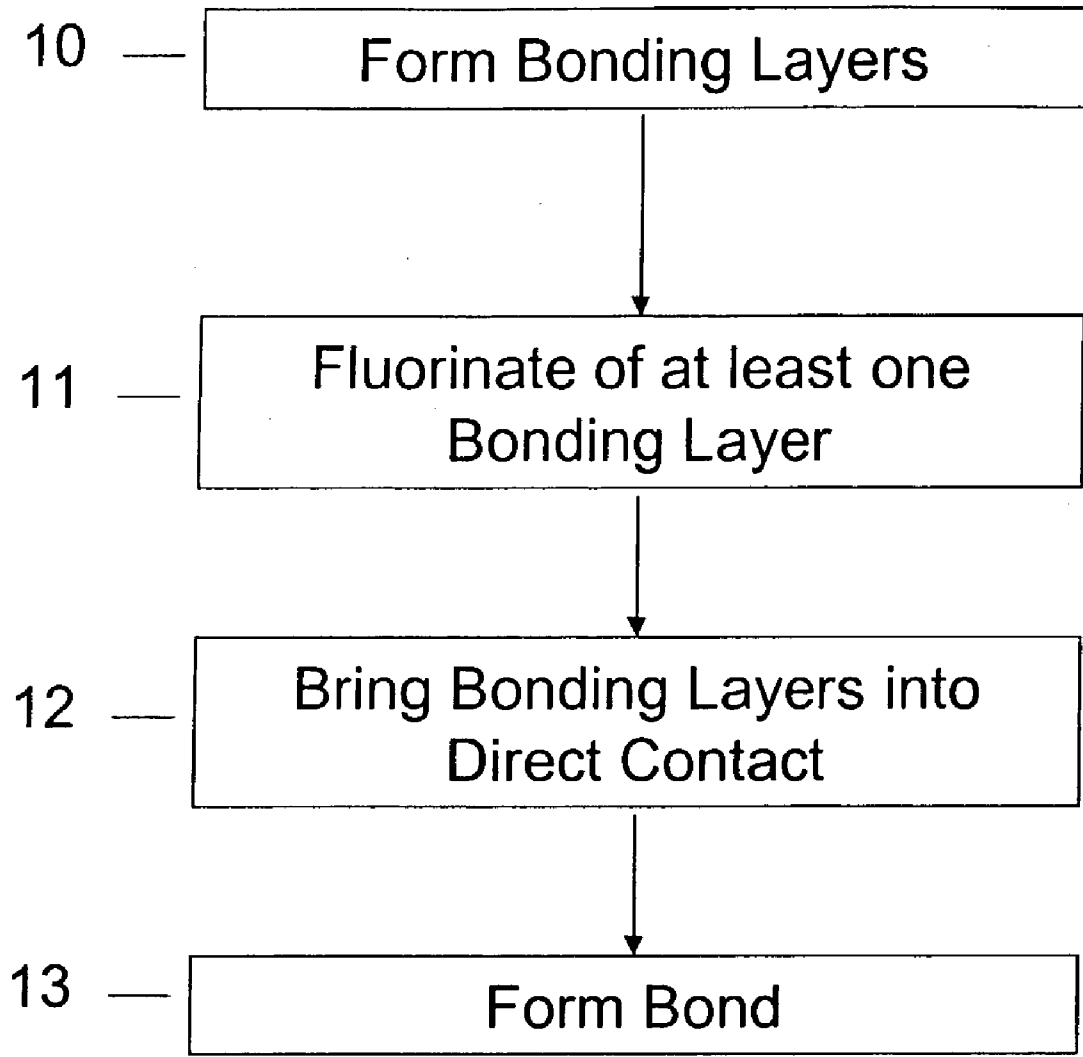 10 — Form Bonding Layers
11 — Fluorinate of at least one
Bonding Layer
12 — Bring Bonding Layers into
Direct Contact
13 — Form Bond